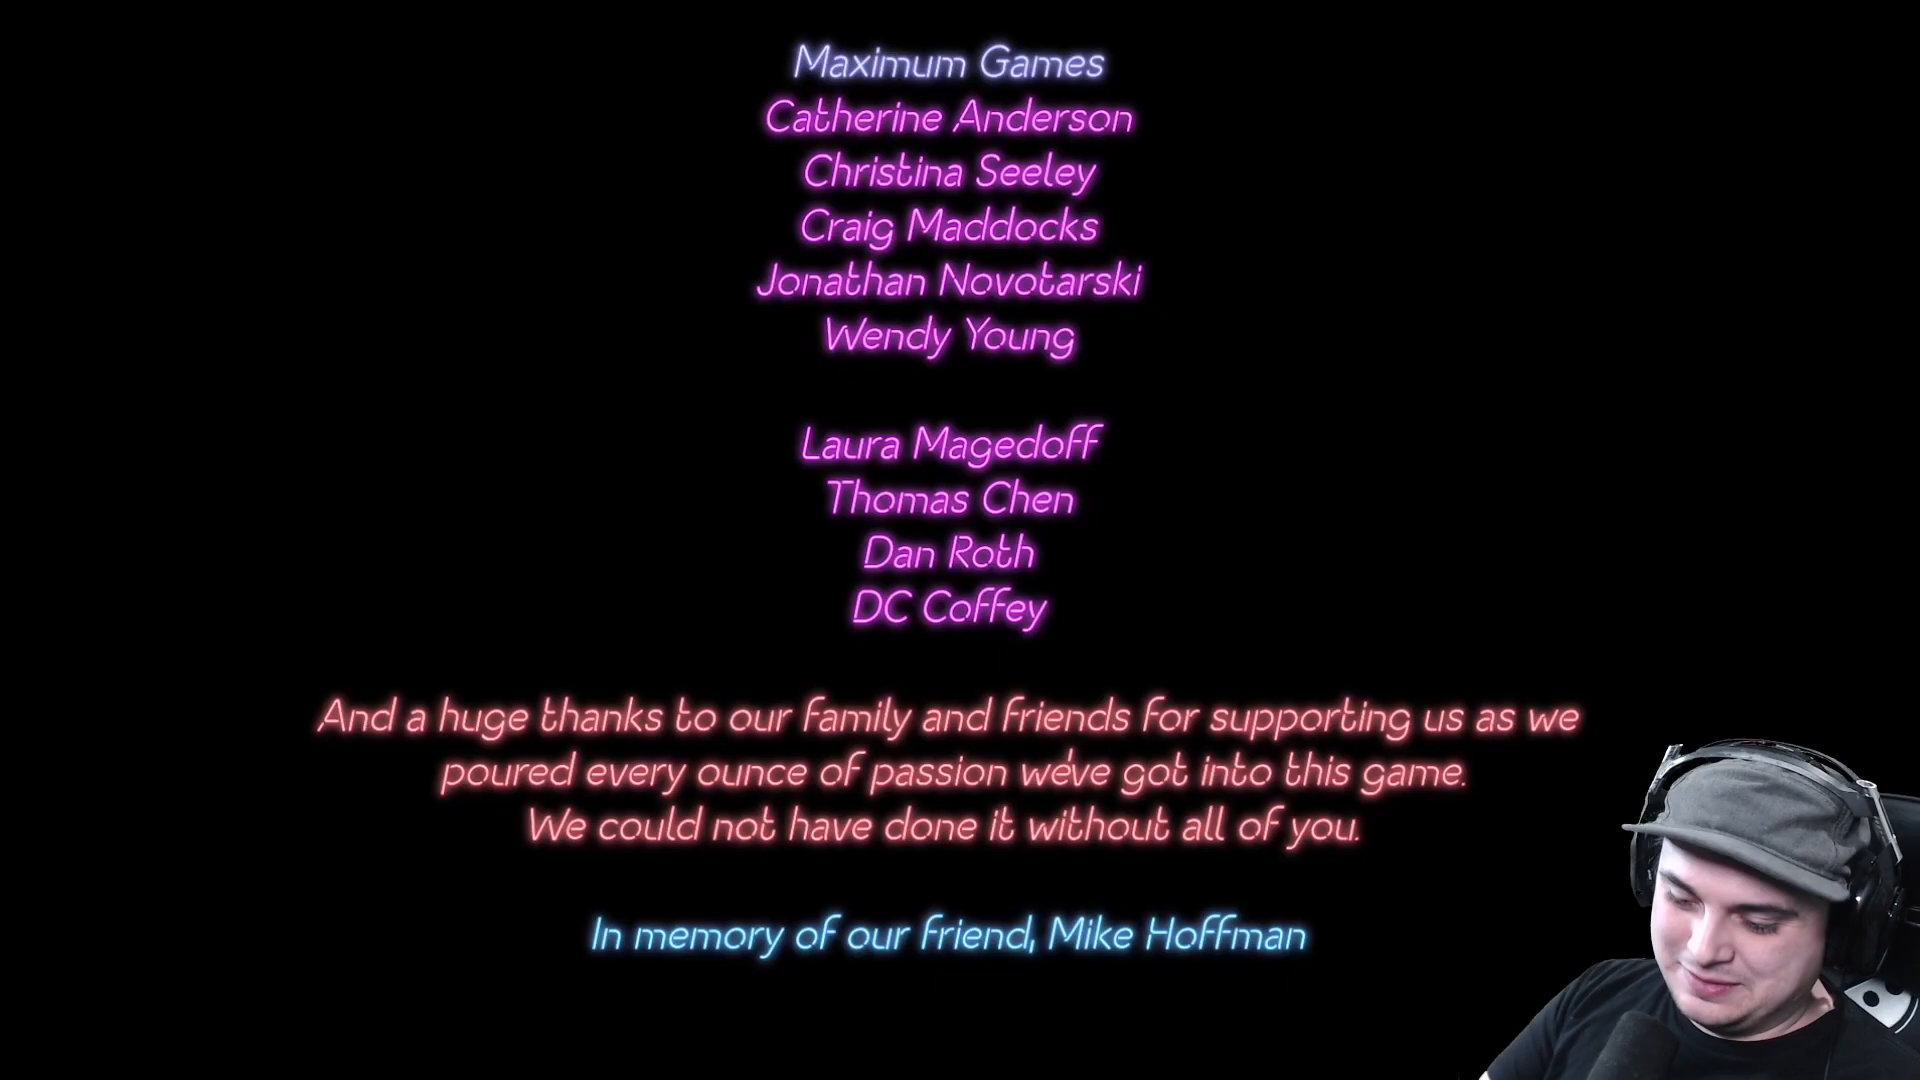 Maximum Games
Catherine Anderson
Christina Seeley
Craig Maddocks
Jonathan Novotarski
Wendy Young
Laura Magedoff
Thomas Chen
Dan Roth
DC Coffey
And a huge thanks to our family and friends for supporting us as we
poured every ounce of passion we've got into this game.
We could not have done it without all of you.
In memory of our friend, Mike Hoffman